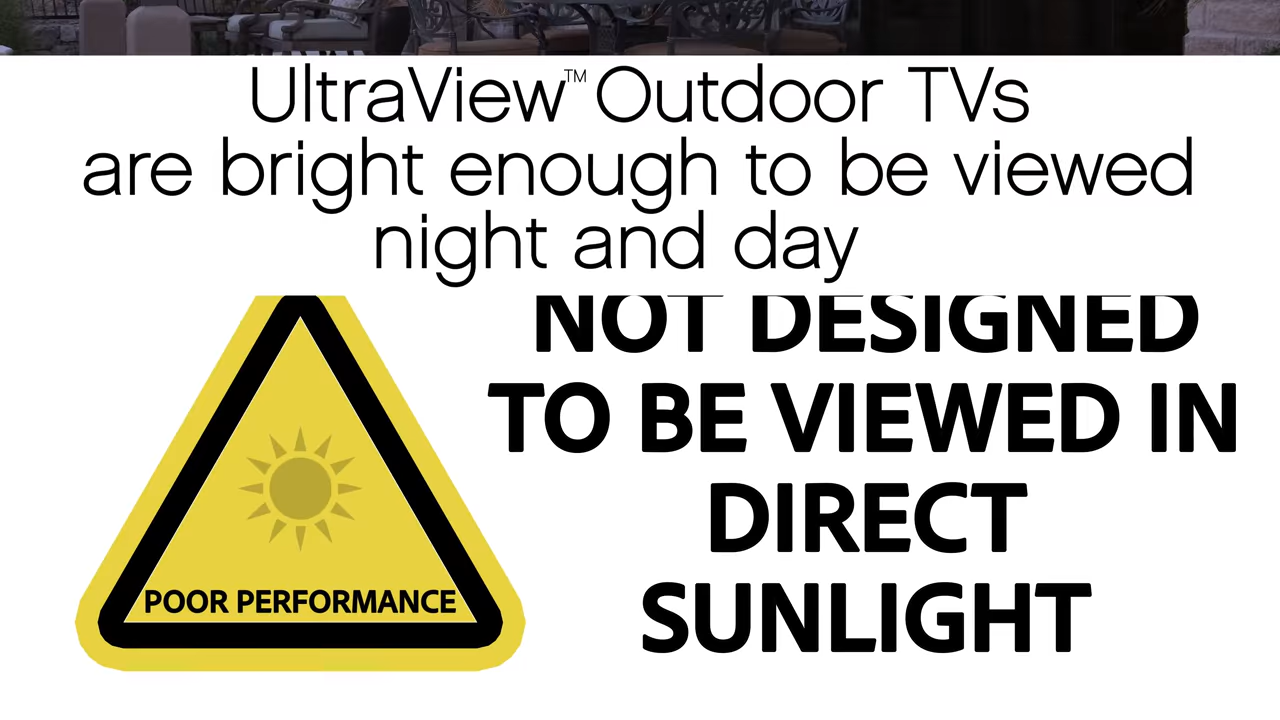 UltraView™ Outdoor TVs
are bright enough to be viewed
night and day
NOT DESIGNED
TO BE VIEWED IN
DIRECT
SUNLIGHT
POOR PERFORMANCE